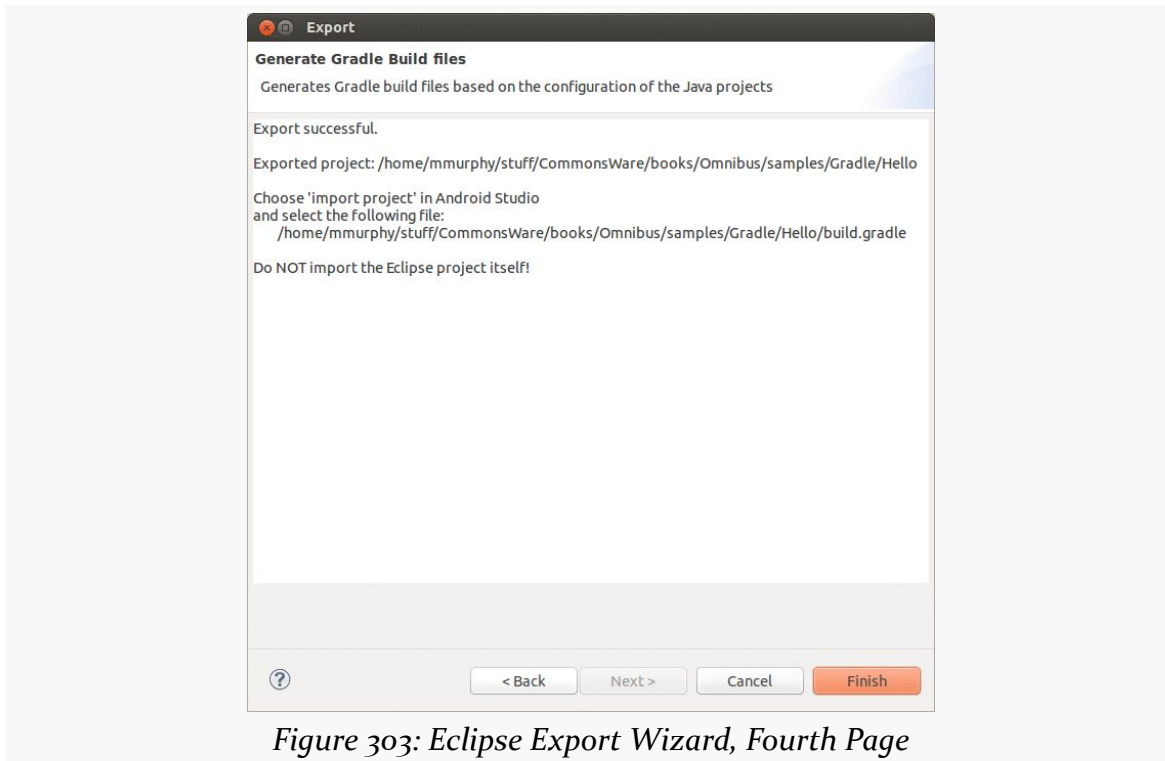 Export
Generate Gradle Build files
Generates Gradle build files based on the configuration of the Java projects
Export successful.
Exported project: /home/mmurphy/stuff/CommonsWare/books/Omnibus/samples/Gradle/Hello
Choose 'import project' in Android Studio
and select the following file:
/home/mmurphy/stuff/CommonsWare/books/Omnibus/samples/Gradle/Hello/build.gradle
Do NOT import the Eclipse project itself!
?
< Back
Next >
Cancel
Finish
Figure 303: Eclipse Export Wizard, Fourth Page